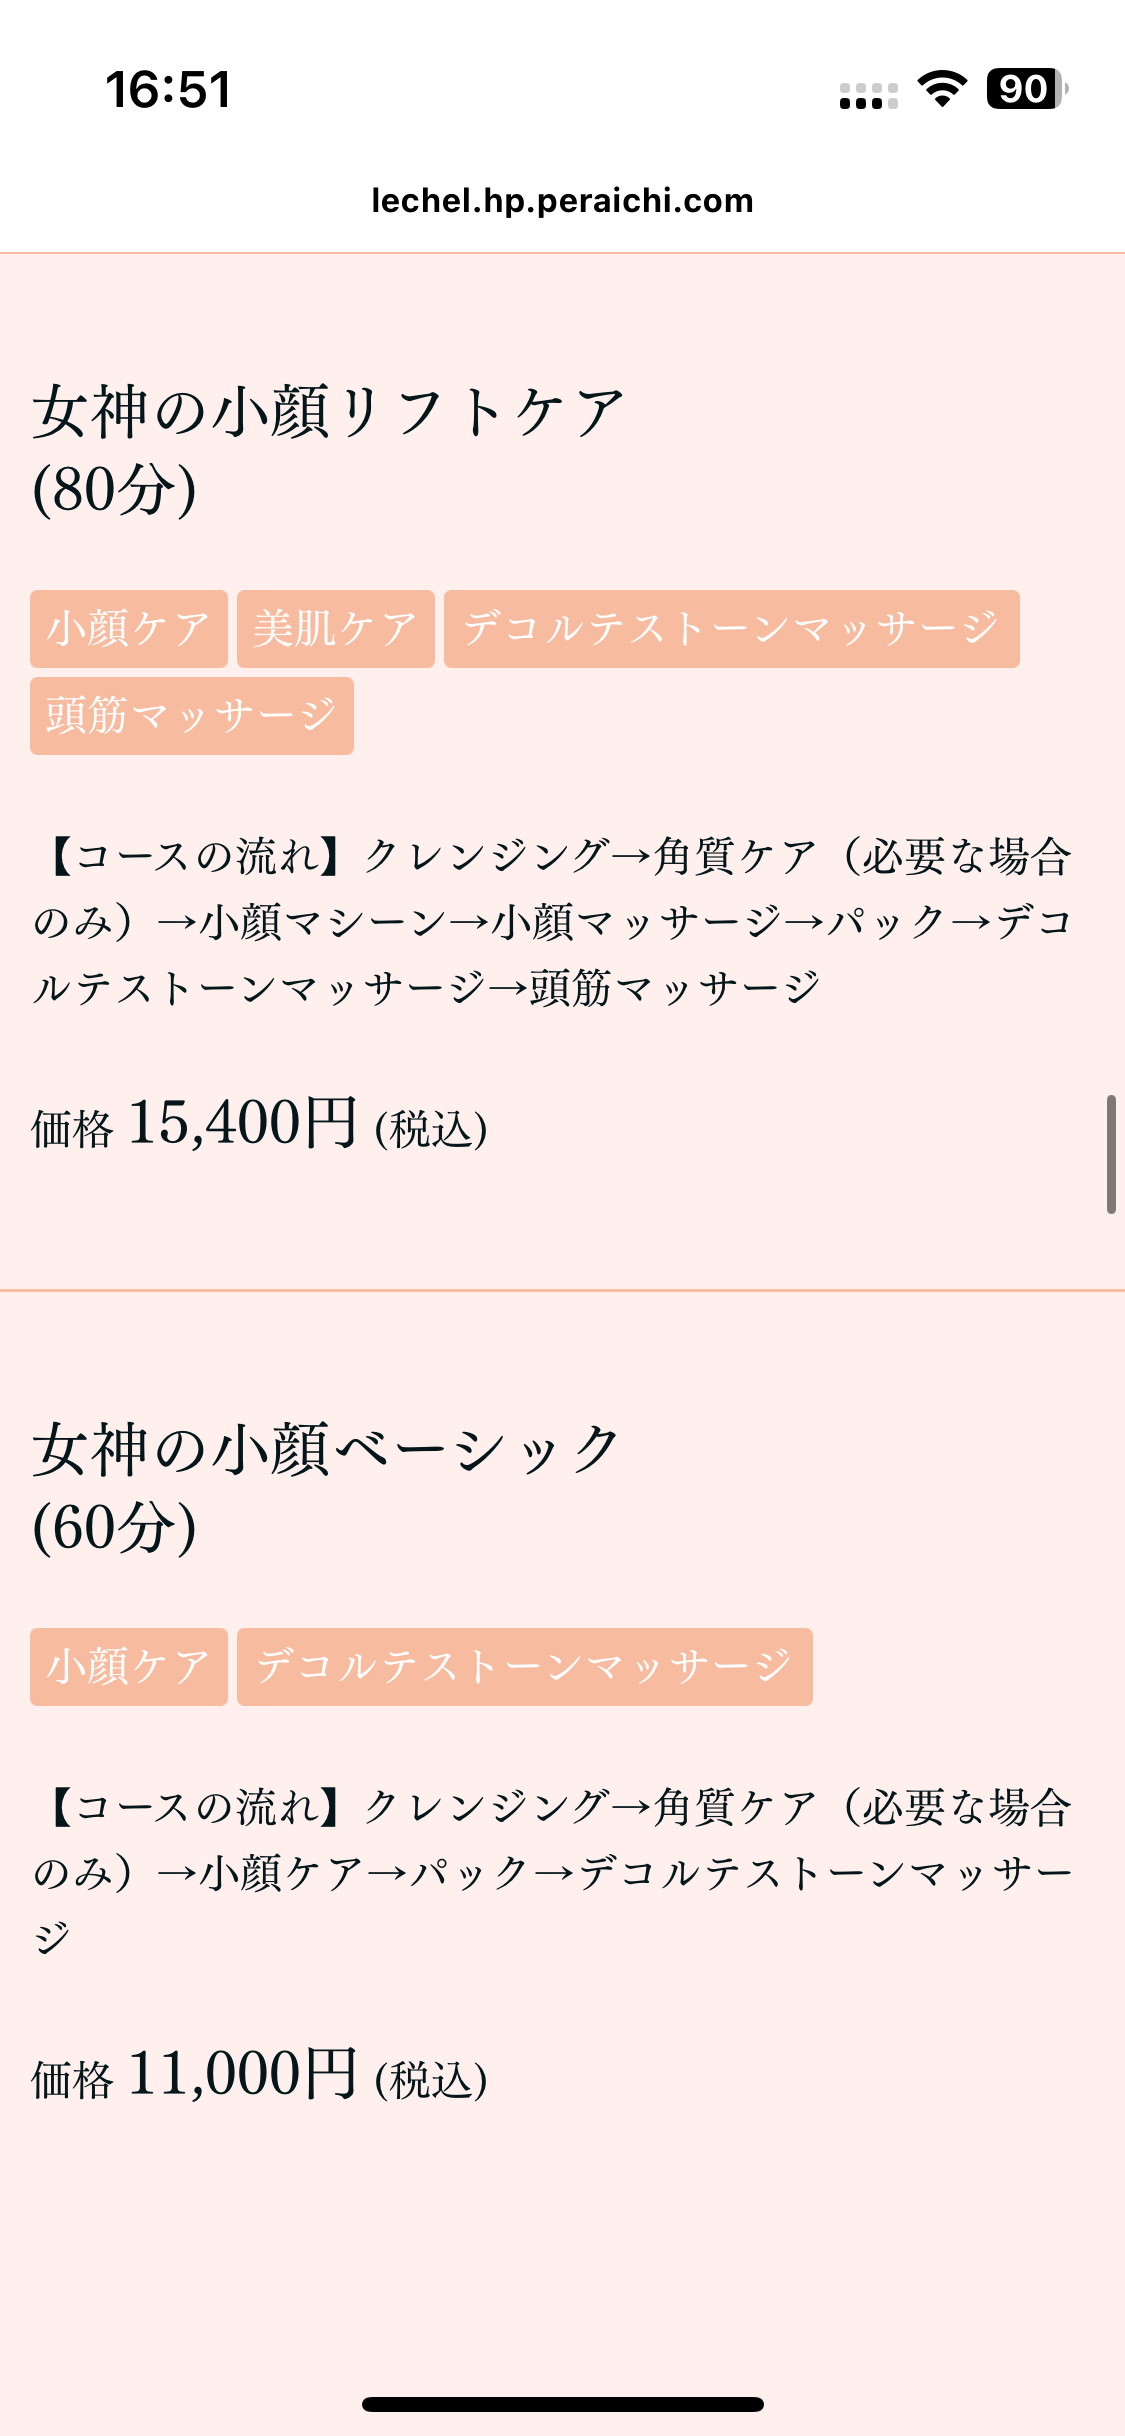 16:51
90
lechel.hp.peraichi.com
女神の小顔リフトケア
(80分)
小顔ケア 美肌ケア デコルテストーンマッサージ
頭筋マッサージ
【コースの流れ】クレンジング→角質ケア（必要な場合
のみ）→小顔マシーン→小顔マッサージ→パック→デコ
ルテストーンマッサージ→頭筋マッサージ
価格 15,400円 (税込)
女神の小顔ベーシック
(60分)
小顔ケア デコルテストーンマッサージ
【コースの流れ】クレンジング→角質ケア（必要な場合
のみ）→小顔ケア→パック→デコルテストーンマッサー
ジ
価格 11,000円 (税込)